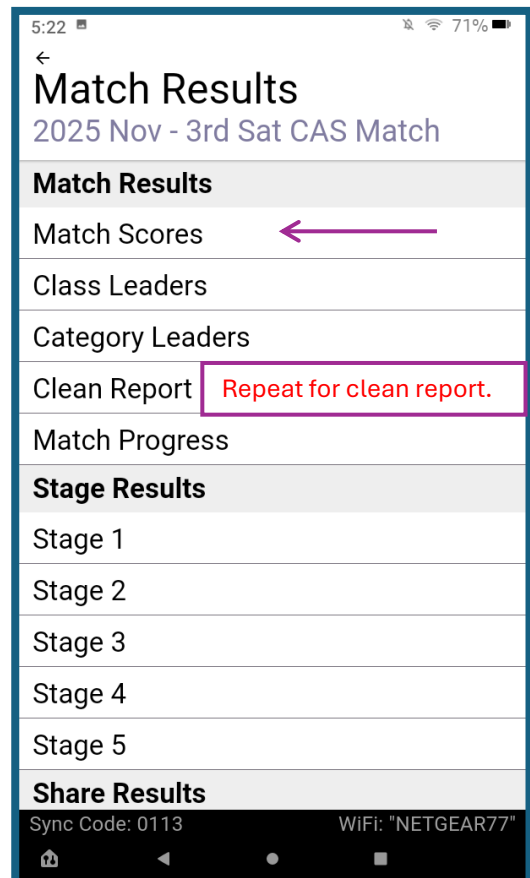 5:22 71%
Match Results
2025 Nov - 3rd Sat CAS Match
Match Results
Match Scores
Class Leaders
Category Leaders
Clean Report Repeat for clean report.
Match Progress
Stage Results
Stage 1
Stage 2
Stage 3
Stage 4
Stage 5
Share Results
Sync Code: 0113 WiFi: "NETGEAR77"